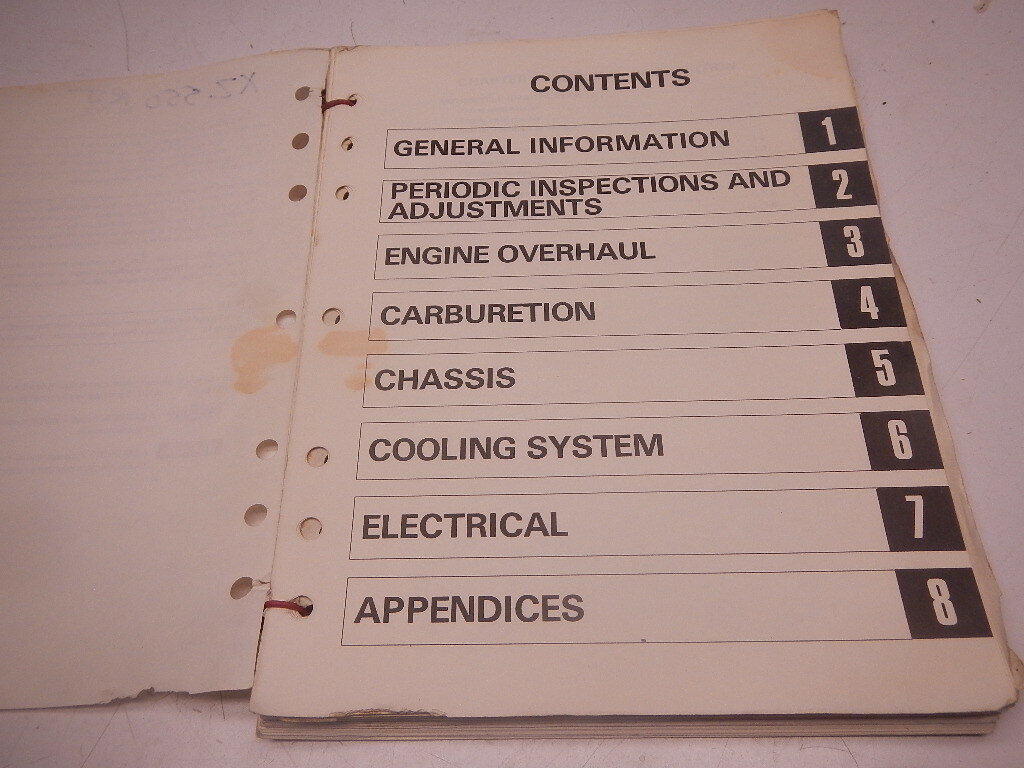 CONTENTS
GENERAL INFORMATION 1
PERIODIC INSPECTIONS AND
ADJUSTMENTS 2
ENGINE OVERHAUL 3
CARBURETION 4
CHASSIS 5
COOLING SYSTEM 6
ELECTRICAL 7
APPENDICES 8